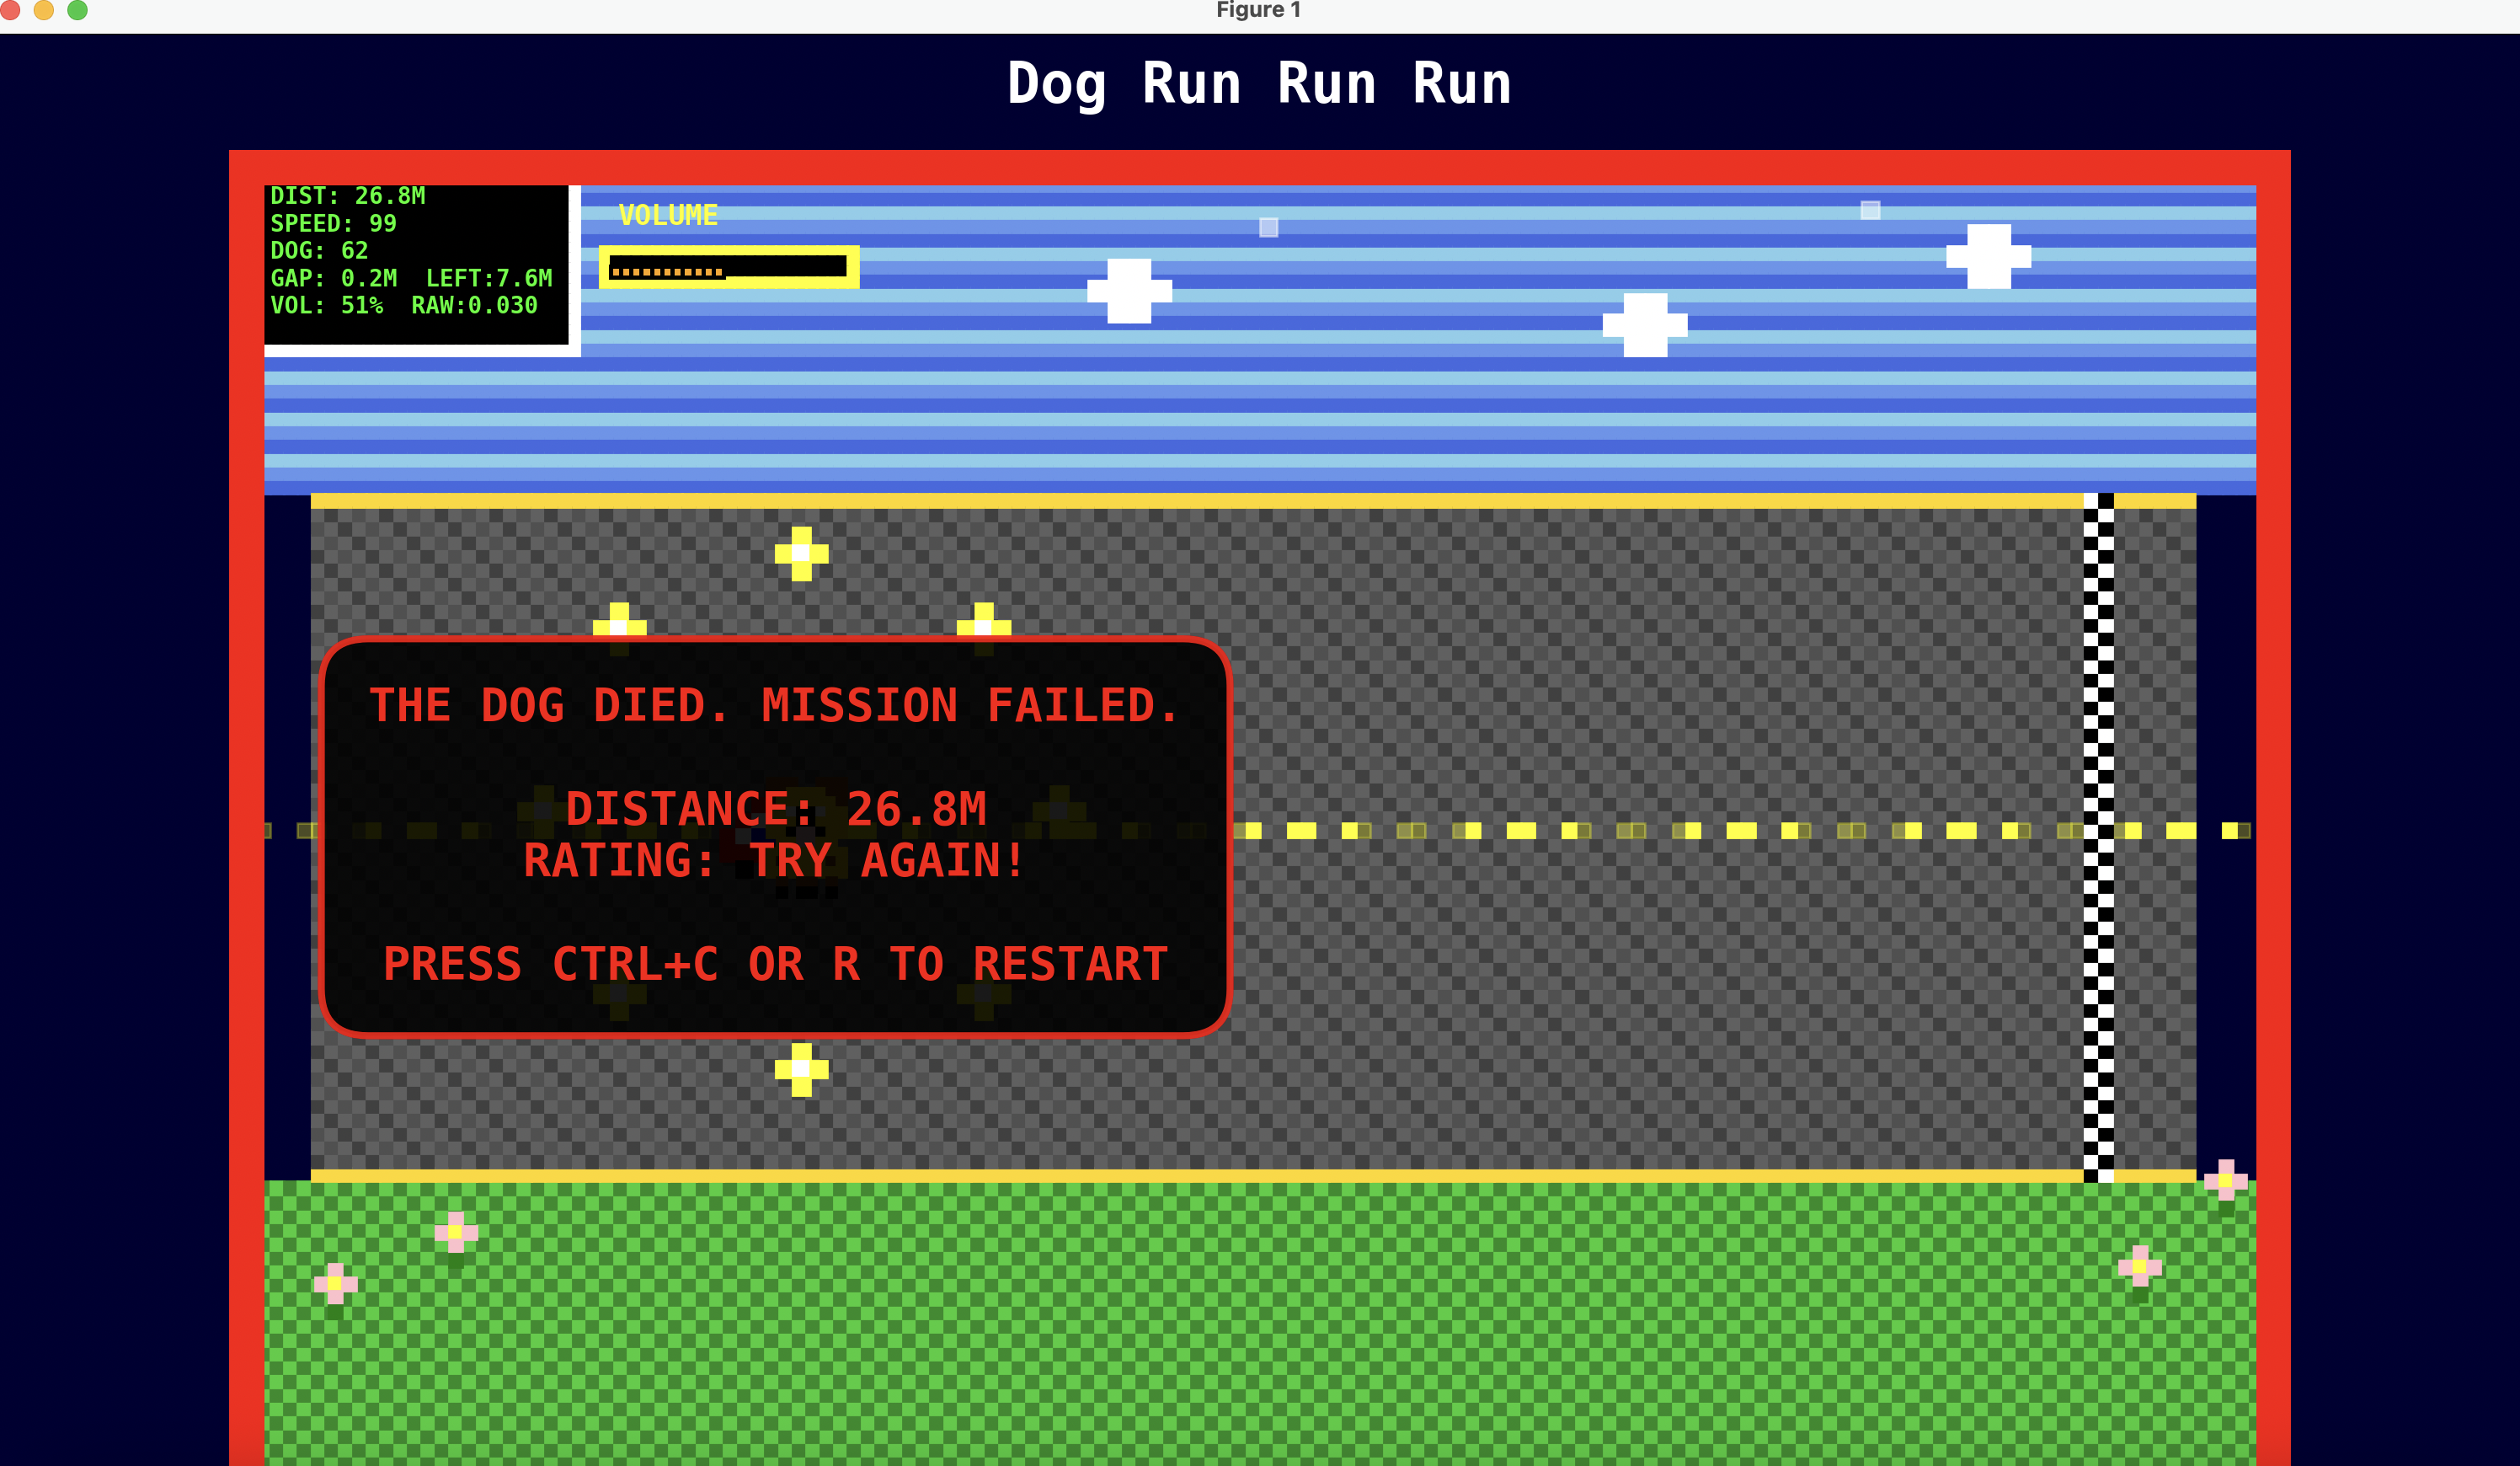 Figure 1
Dog Run Run Run
DIST: 26.8M
SPEED: 99
DOG: 62
GAP: 0.2M  LEFT:7.6M
VOL: 51%  RAW:0.030
VOLUME
THE DOG DIED. MISSION FAILED.
DISTANCE: 26.8M
RATING: TRY AGAIN!
PRESS CTRL+C OR R TO RESTART